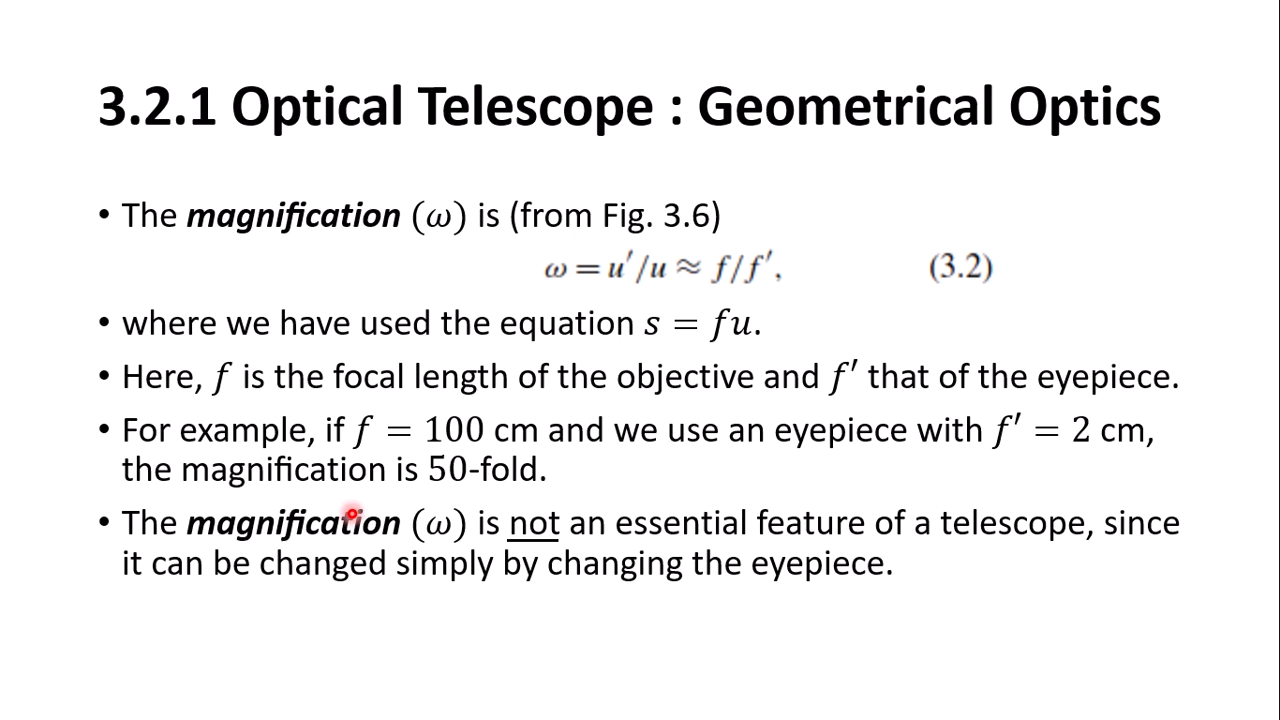 3.2.1 Optical Telescope : Geometrical Optics
• The magnification (ω) is (from Fig. 3.6)
ω = u′/u ≈ f/f′, (3.2)
• where we have used the equation s = fu.
• Here, f is the focal length of the objective and f′ that of the eyepiece.
• For example, if f = 100 cm and we use an eyepiece with f′ = 2 cm,
the magnification is 50-fold.
• The magnification (ω) is not an essential feature of a telescope, since
it can be changed simply by changing the eyepiece.